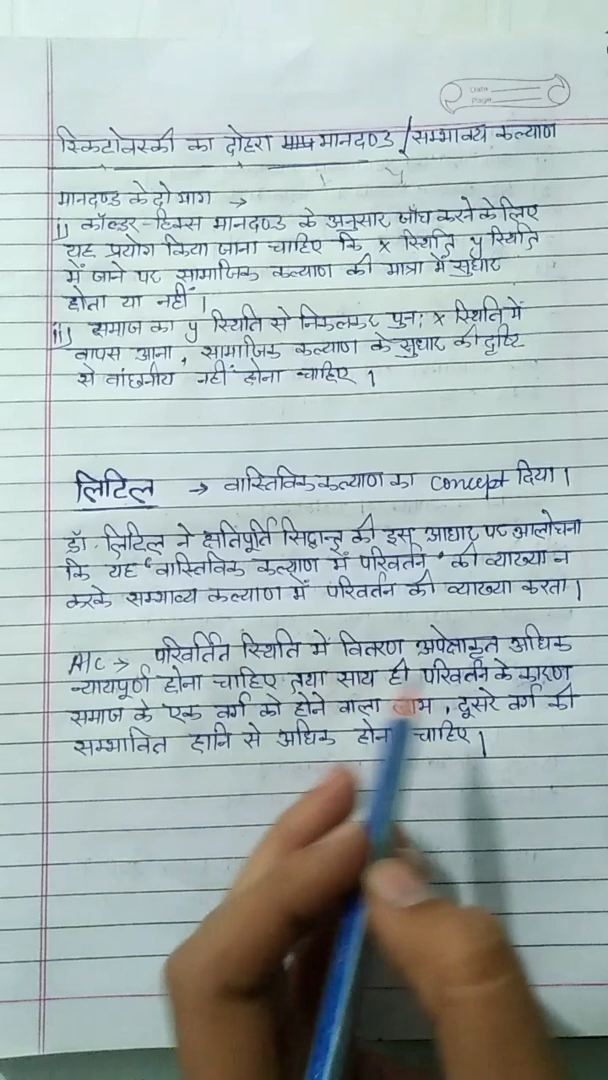 Date
Page
स्किटोवस्की का दोहरा मानदण्ड / सम्भाव्य कल्याण
मानदण्ड के दो भाग →
i) कॉल्डर-हिक्स मानदण्ड के अनुसार जाँच करने के लिए
यह प्रयोग किया जाना चाहिए कि x स्थिति y स्थिति
में जाने पर सामाजिक कल्याण की मात्रा में सुधार
होता या नहीं ।
ii) समाज का y स्थिति से निकलकर पुनः x स्थिति में
वापस आना, सामाजिक कल्याण के सुधार की दृष्टि
से वांछनीय नहीं होना चाहिए ।
लिटिल → वास्तिविक कल्याण का concept दिया ।
डॉ. लिटिल ने क्षतिपूर्ति सिद्वान्त की इस आधार पर आलोचना
कि यह 'वास्तिविक कल्याण में परिवर्तन' की व्याख्या न
करके सम्भाव्य कल्याण में परिवर्तन की व्याख्या करता ।
A/c → परिवर्तित स्थिति में वितरण अपेक्षाकृत अधिक
न्यायपूर्ण होना चाहिए तथा साथ ही परिवर्तन के कारण
समाज के एक वर्ग को होने वाला लाभ, दूसरे वर्ग की
सम्भावित हानि से अधिक होना चाहिए ।